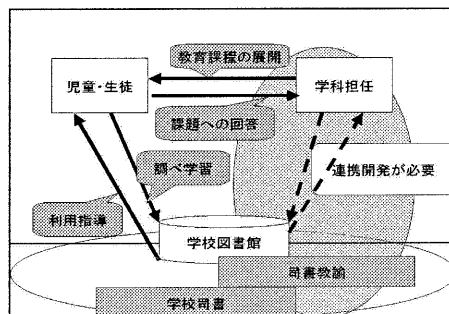 教育課程の展開
児童・生徒
学科担任
課題への回答
調べ学習
連携開発が必要
利用指導
学校図書館
司書教諭
学校司書